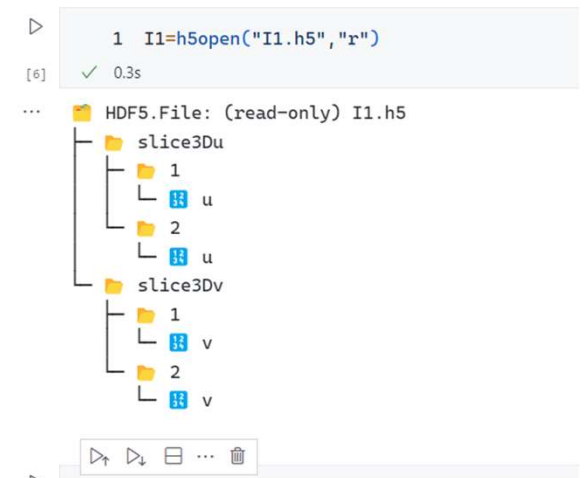 1 I1=h5open("I1.h5","r")
[6] ✓ 0.3s
... HDF5.File: (read-only) I1.h5
slice3Du
1
u
2
u
slice3Dv
1
v
2
v